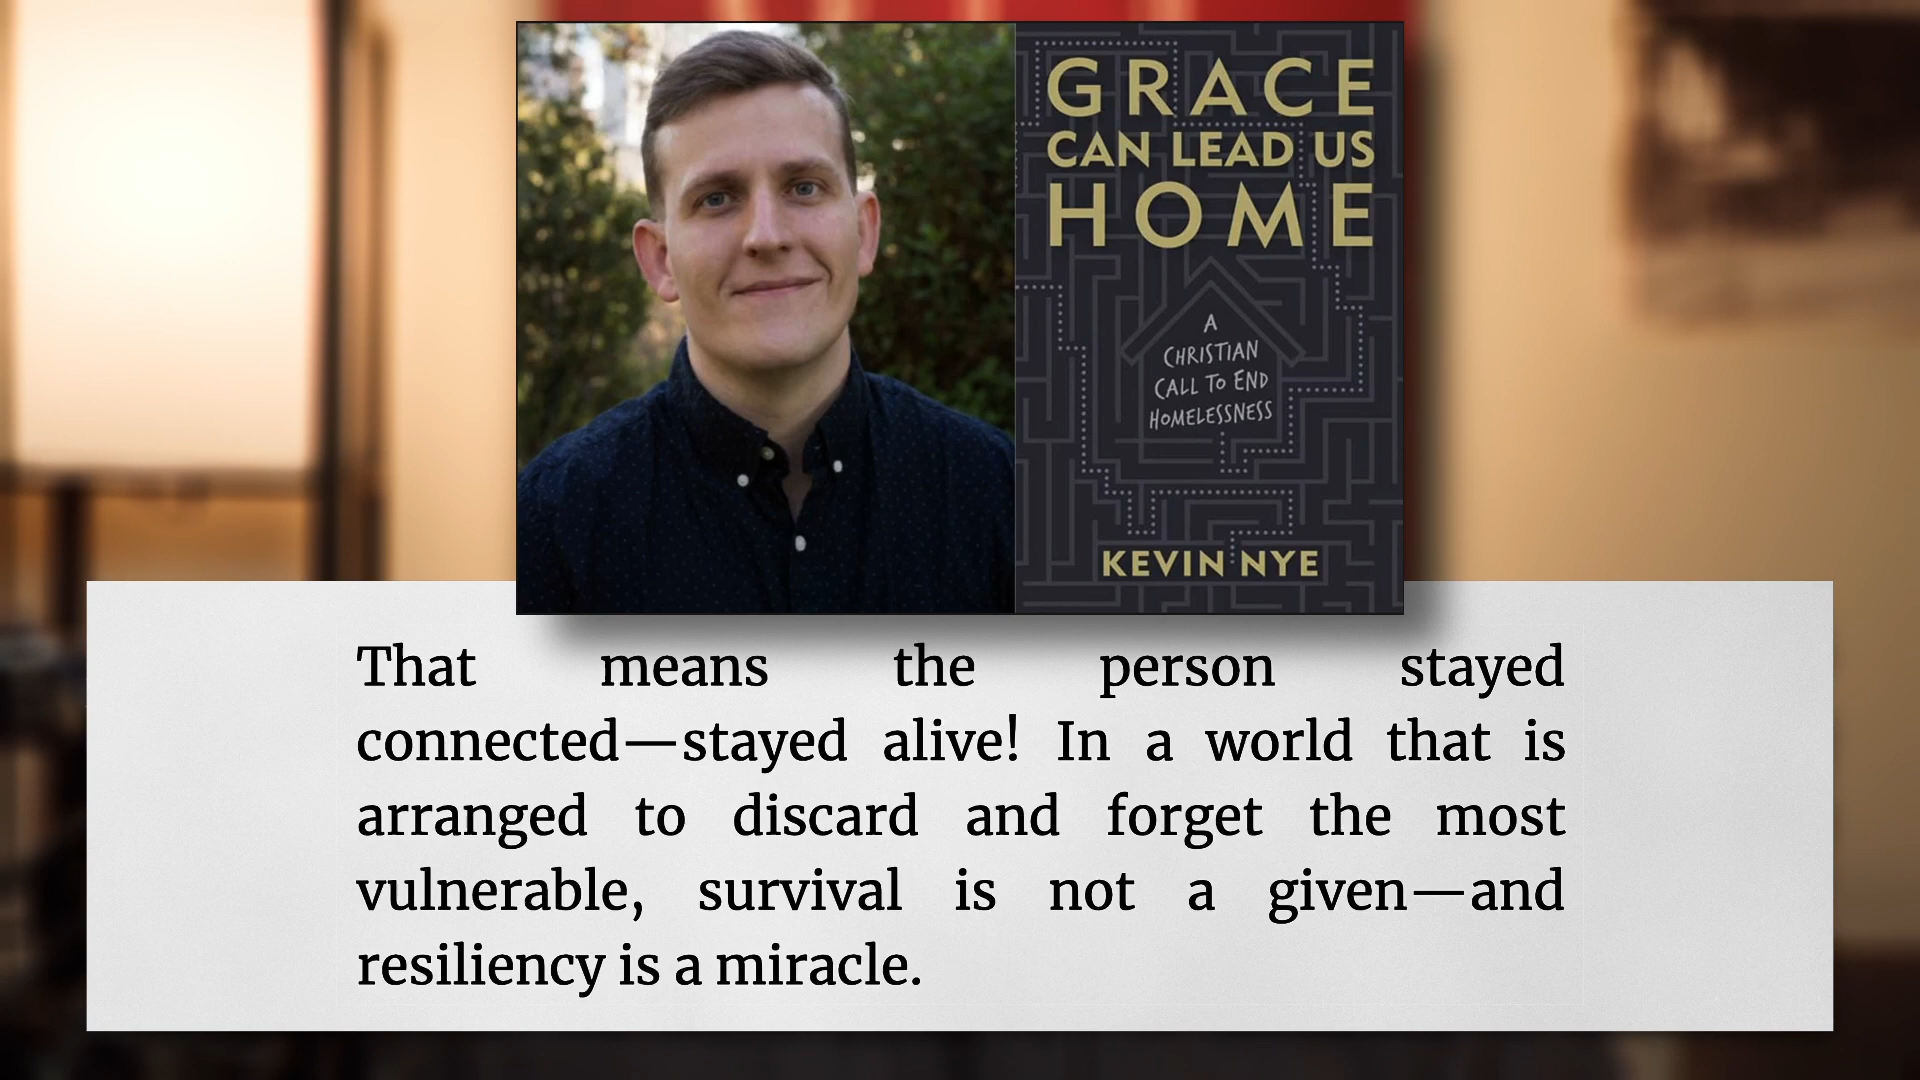 GRACE
CAN LEAD US
HOME
A
CHRISTIAN
CALL TO END
HOMELESSNESS
KEVIN NYE
That means the person stayed
connected—stayed alive! In a world that is
arranged to discard and forget the most
vulnerable, survival is not a given—and
resiliency is a miracle.